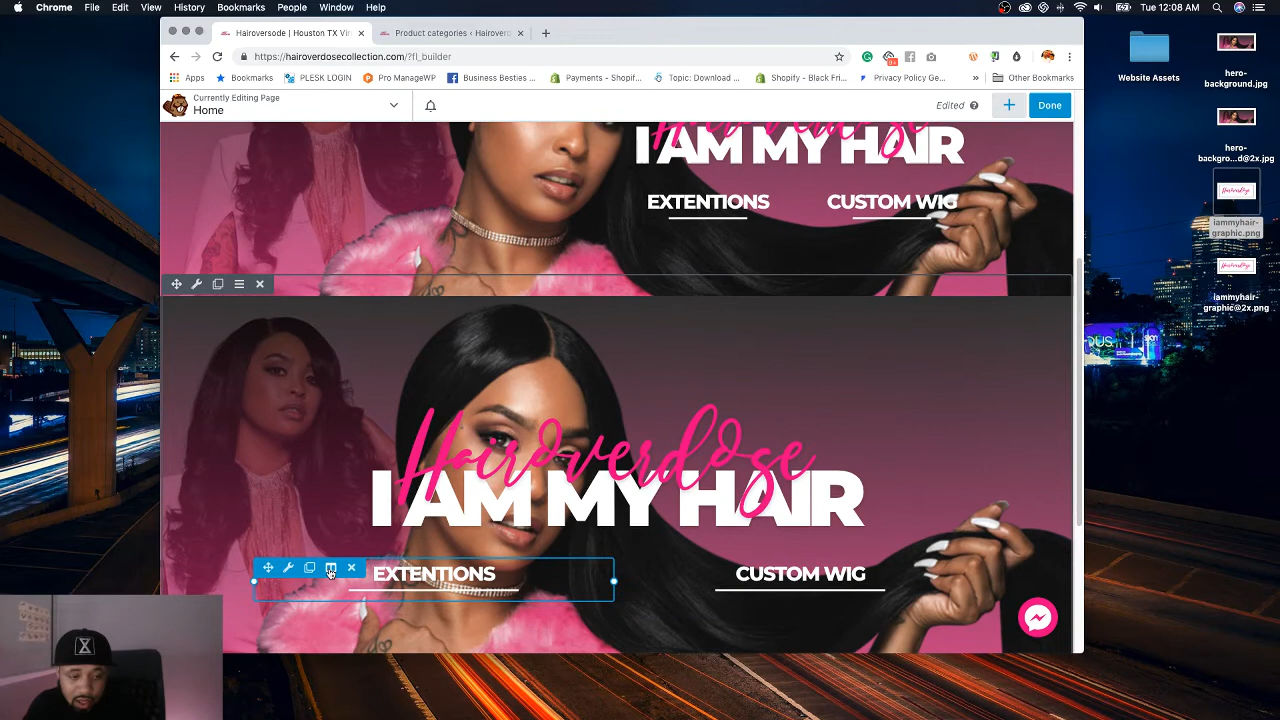 Chrome File Edit View History Bookmarks People Window Help
Tue 12:08 AM
Hairoversode | Houston TX Vir
Product categories ‹ Hairoverd
https://hairoverdosecollection.com/?fl_builder
Apps Bookmarks PLESK LOGIN Pro ManageWP Business Besties ... Payments - Shopif... Topic: Download ... Shopify - Black Fri... Privacy Policy Ge... » Other Bookmarks
Currently Editing Page
Home
Edited
Done
I AM MY HAIR
EXTENTIONS CUSTOM WIG
Hairoverdose
I AM MY HAIR
EXTENTIONS CUSTOM WIG
Website Assets
hero-
background.jpg
hero-
backgro...d@2x.jpg
iammyhair-
graphic.png
iammyhair-
graphic@2x.png